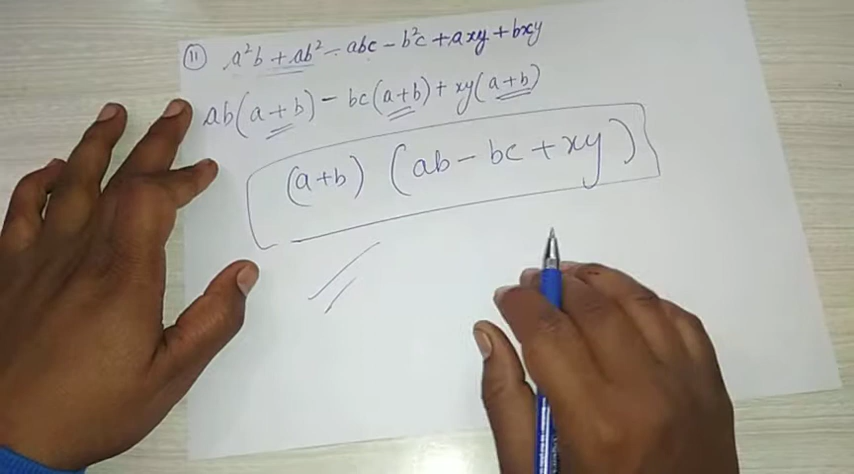 ⑪ a²b + ab² - abc - b²c + axy + bxy
ab(a+b) - bc(a+b) + xy(a+b)
(a+b) (ab - bc + xy)